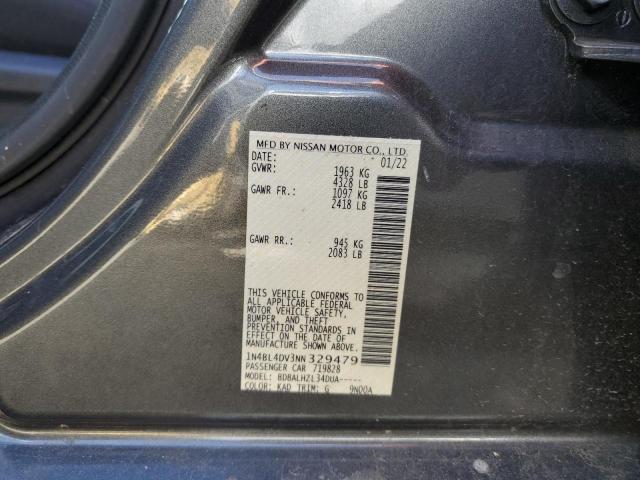 MFD BY NISSAN MOTOR CO., LTD
DATE: 01/22
GVWR: 1963 KG
4328 LB
GAWR FR.: 1097 KG
2418 LB
GAWR RR.: 945 KG
2083 LB
THIS VEHICLE CONFORMS TO
ALL APPLICABLE FEDERAL
MOTOR VEHICLE SAFETY,
BUMPER, AND THEFT
PREVENTION STANDARDS IN
EFFECT ON THE DATE OF
MANUFACTURE SHOWN ABOVE.
1N4BL4DV3NN329479
PASSENGER CAR 719828
MODEL: BDBALHZL34DUA-----
COLOR: KAD TRIM: G 9N00A